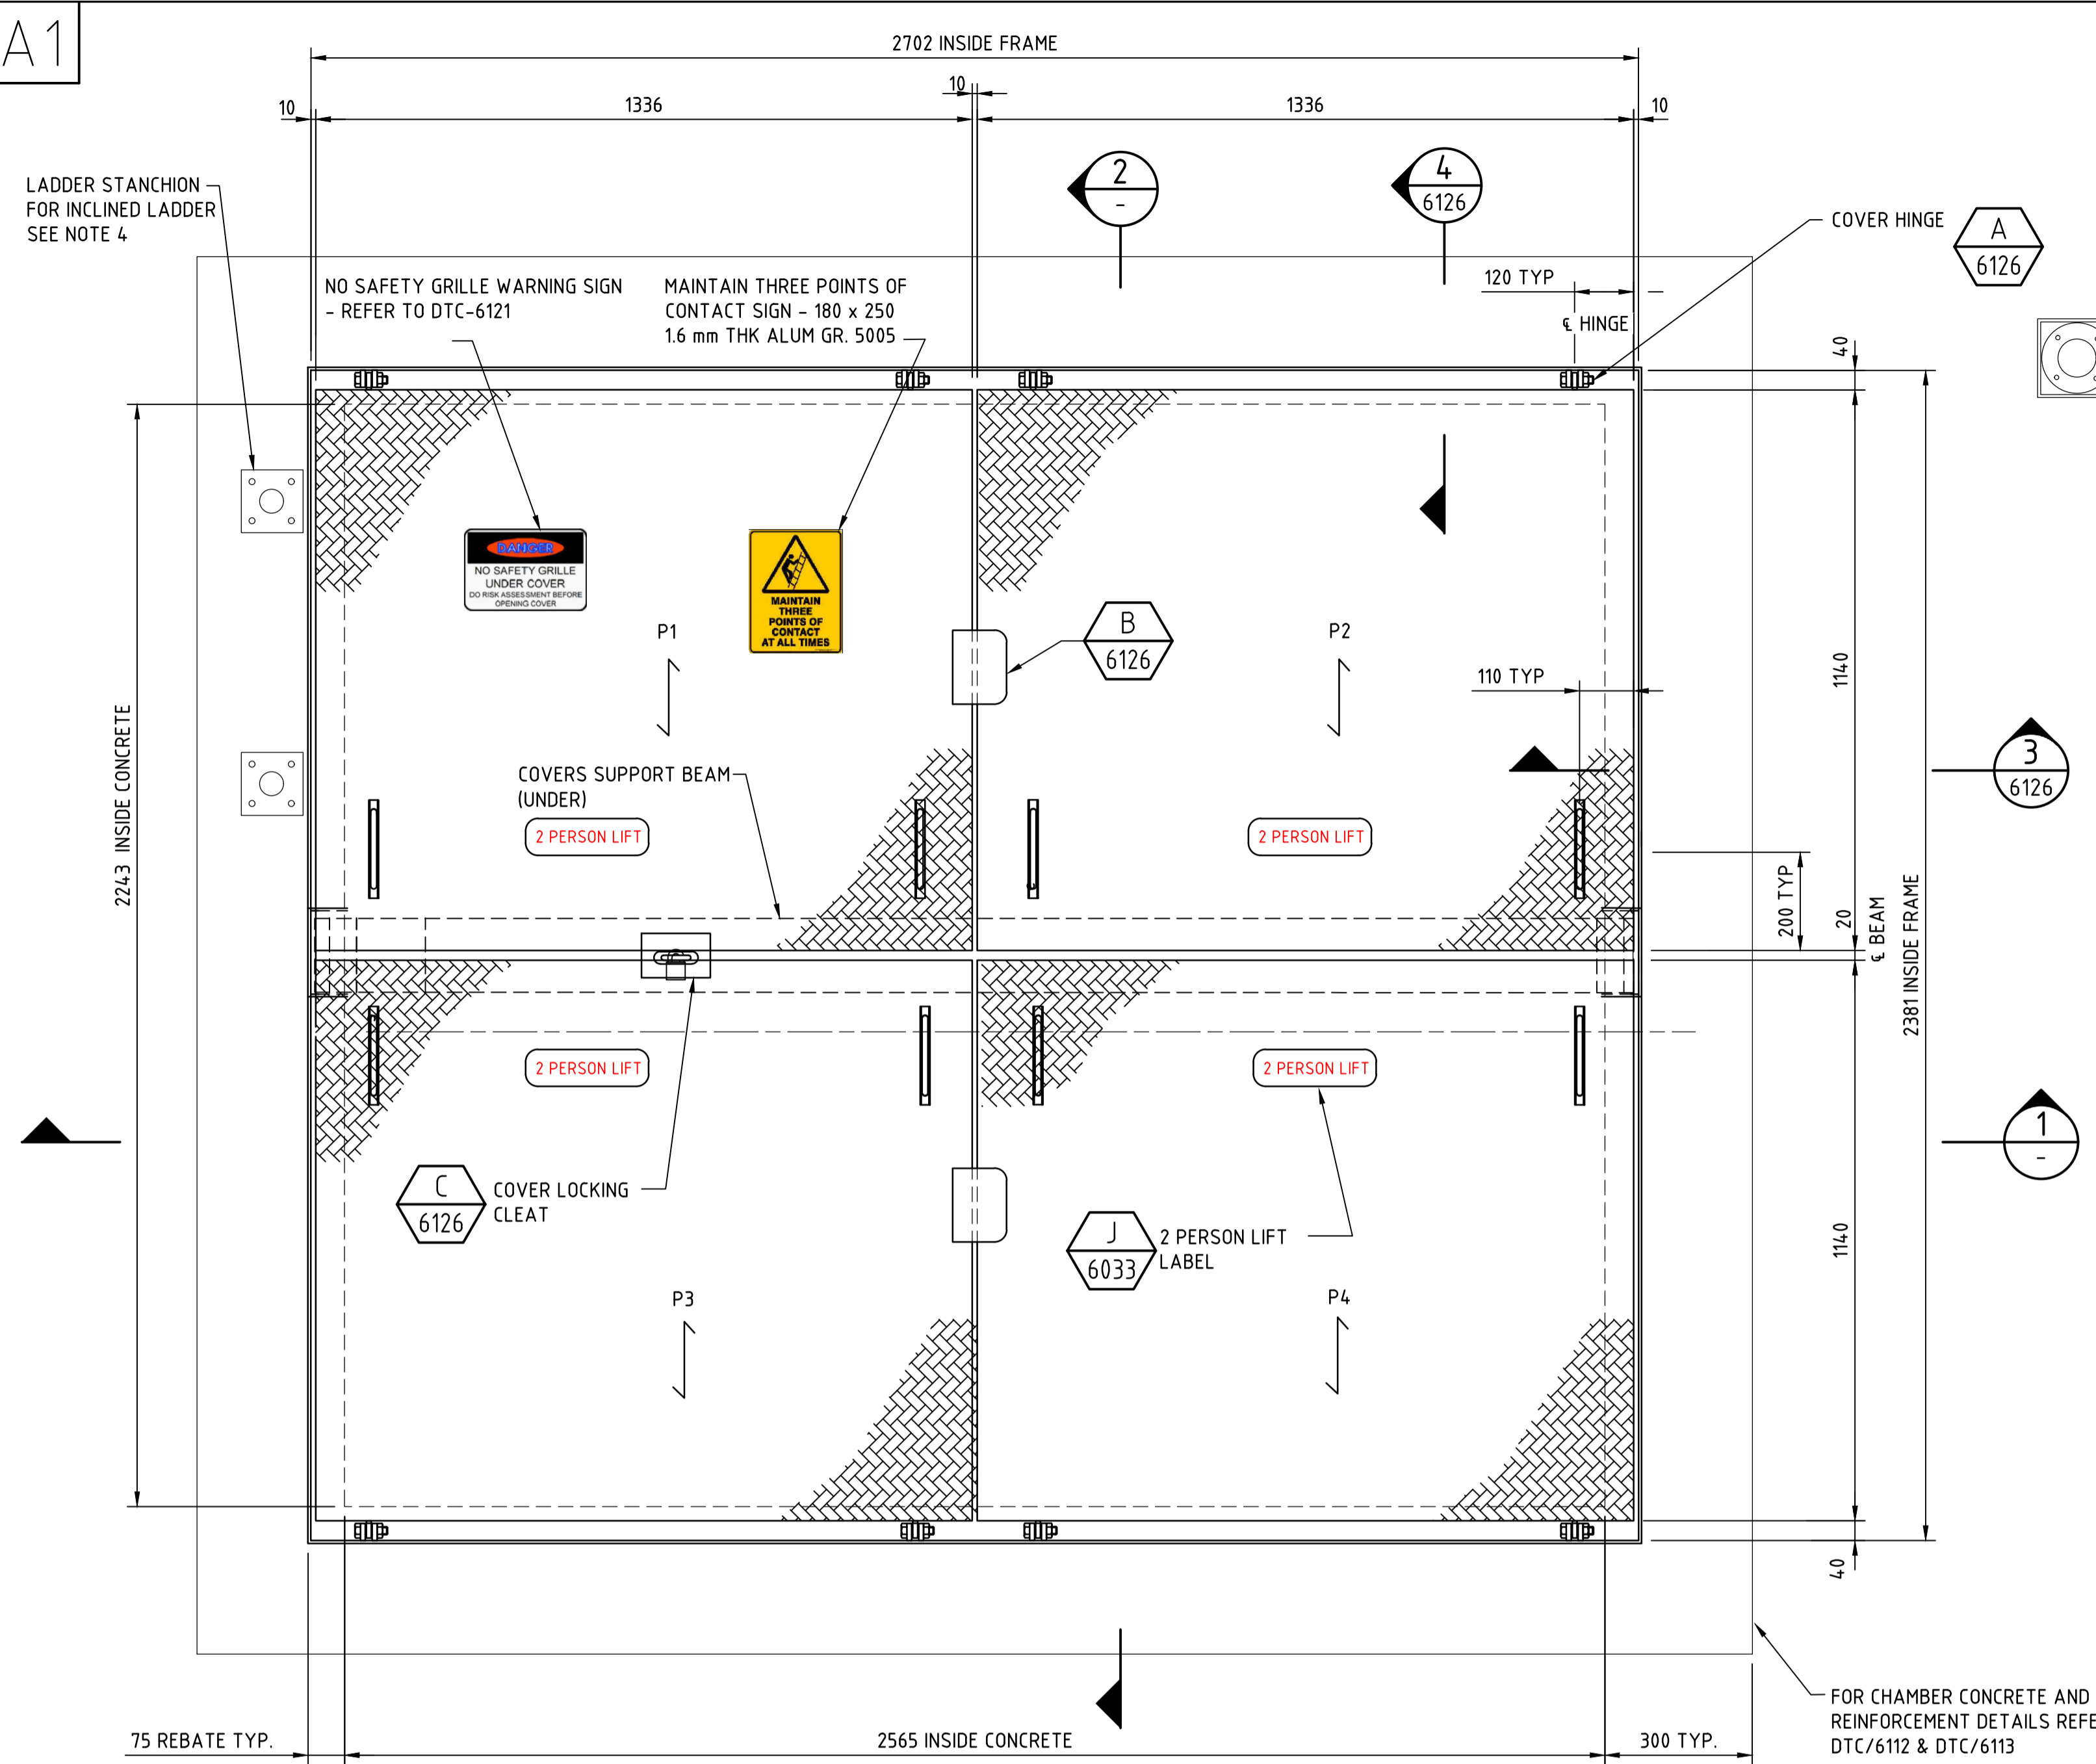 A1
2702 INSIDE FRAME
10
1336
10
1336
10
LADDER STANCHION
FOR INCLINED LADDER
SEE NOTE 4
2
-
4
6126
COVER HINGE
A
6126
NO SAFETY GRILLE WARNING SIGN
- REFER TO DTC-6121
MAINTAIN THREE POINTS OF
CONTACT SIGN - 180 x 250
1.6 mm THK ALUM GR. 5005
120 TYP
℄ HINGE
40
DANGER
NO SAFETY GRILLE
UNDER COVER
DO RISK ASSESSMENT BEFORE
OPENING COVER
MAINTAIN
THREE
POINTS OF
CONTACT
AT ALL TIMES
P1
B
6126
P2
110 TYP
1140
2243 INSIDE CONCRETE
COVERS SUPPORT BEAM
(UNDER)
2 PERSON LIFT
2 PERSON LIFT
3
6126
200 TYP
20
℄ BEAM
2381 INSIDE FRAME
2 PERSON LIFT
2 PERSON LIFT
1
-
C
6126
COVER LOCKING
CLEAT
J
6033
2 PERSON LIFT
LABEL
1140
P3
P4
40
75 REBATE TYP.
2565 INSIDE CONCRETE
300 TYP.
FOR CHAMBER CONCRETE AND
REINFORCEMENT DETAILS REFE
DTC/6112 & DTC/6113